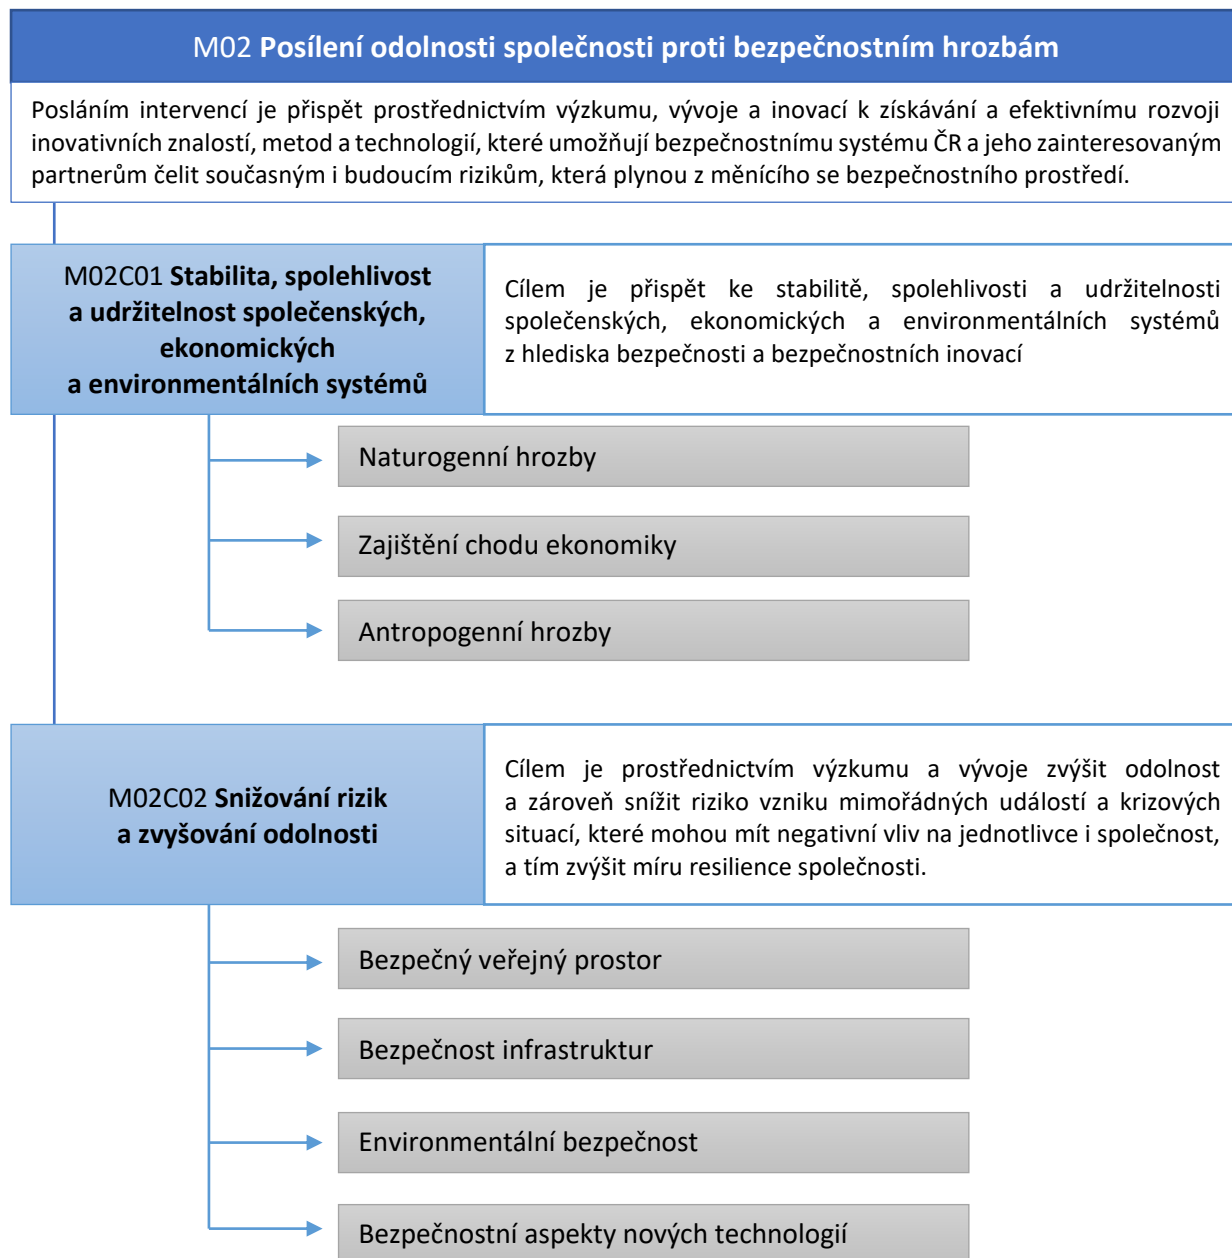 M02 Posílení odolnosti společnosti proti bezpečnostním hrozbám
Posláním intervencí je přispět prostřednictvím výzkumu, vývoje a inovací k získávání a efektivnímu rozvoji
inovativních znalostí, metod a technologií, které umožňují bezpečnostnímu systému ČR a jeho zainteresovaným
partnerům čelit současným i budoucím rizikům, která plynou z měnícího se bezpečnostního prostředí.
M02C01 Stabilita, spolehlivost
a udržitelnost společenských,
ekonomických
a environmentálních systémů
Cílem je přispět ke stabilitě, spolehlivosti a udržitelnosti
společenských, ekonomických a environmentálních systémů
z hlediska bezpečnosti a bezpečnostních inovací
Naturogenní hrozby
Zajištění chodu ekonomiky
Antropogenní hrozby
M02C02 Snižování rizik
a zvyšování odolnosti
Cílem je prostřednictvím výzkumu a vývoje zvýšit odolnost
a zároveň snížit riziko vzniku mimořádných událostí a krizových
situací, které mohou mít negativní vliv na jednotlivce i společnost,
a tím zvýšit míru resilience společnosti.
Bezpečný veřejný prostor
Bezpečnost infrastruktur
Environmentální bezpečnost
Bezpečnostní aspekty nových technologií